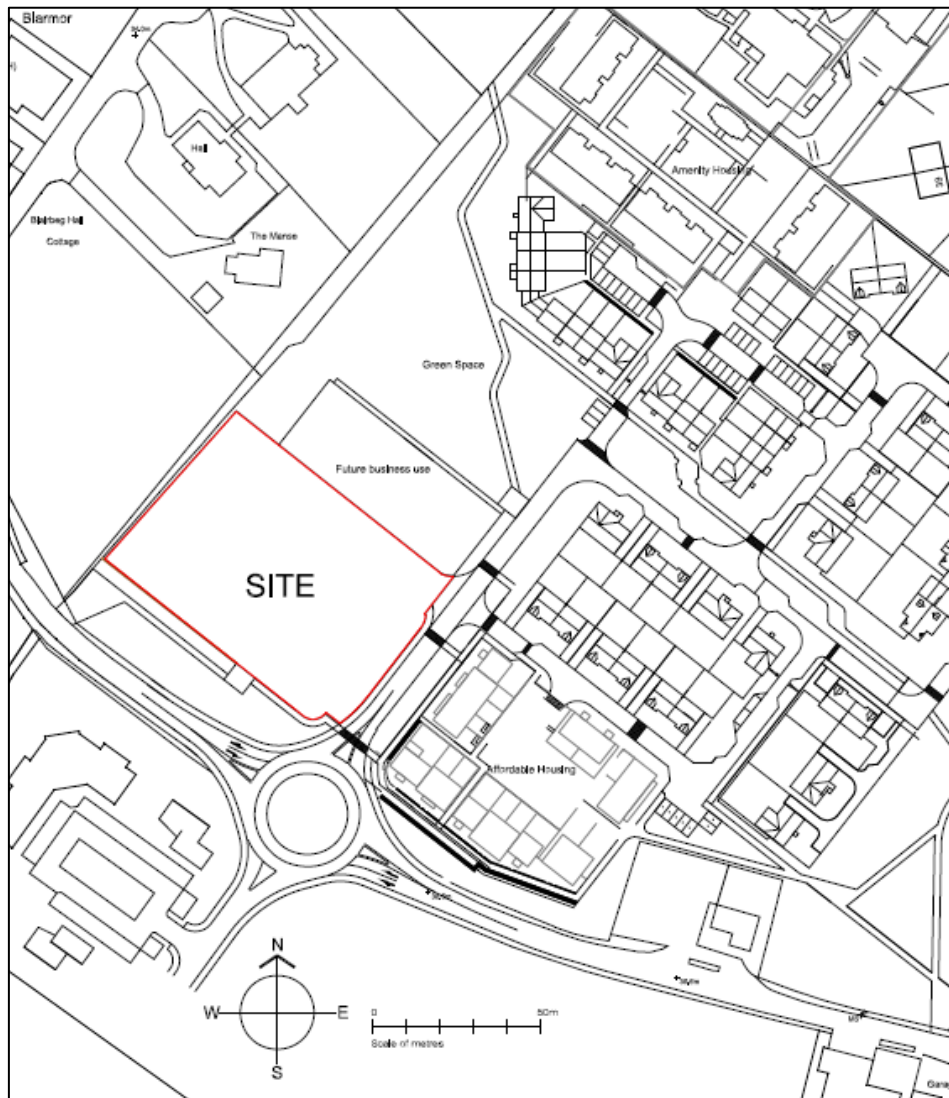 Blarmor
Hall
Amenity Housing
Blairbeg Hall
Cottage
The Manse
Green Space
Future business use
SITE
Affordable Housing
N
W
E
S
0
50m
Scale of metres
Garag